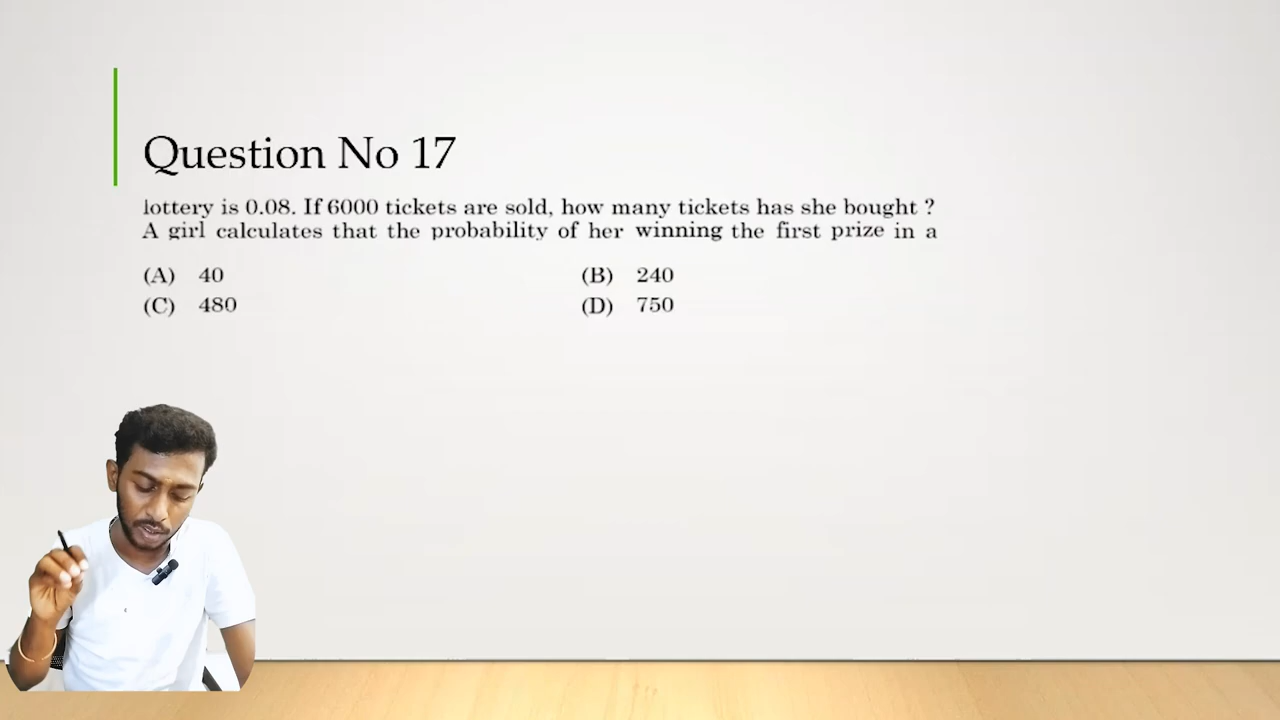 Question No 17
lottery is 0.08. If 6000 tickets are sold, how many tickets has she bought ?
A girl calculates that the probability of her winning the first prize in a
(A) 40 (B) 240
(C) 480 (D) 750